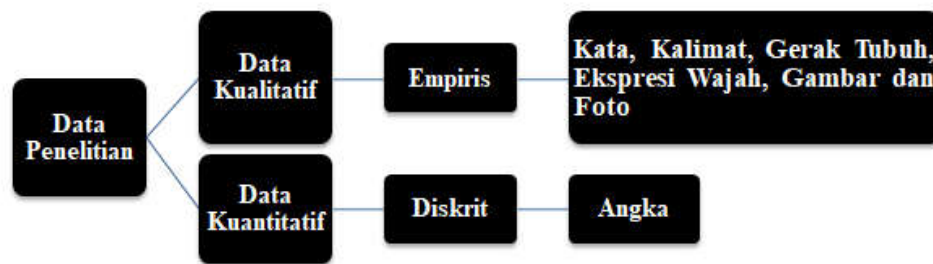 Data
Penelitian
Data
Kualitatif
Empiris
Kata, Kalimat, Gerak Tubuh,
Ekspresi Wajah, Gambar dan
Foto
Data
Kuantitatif
Diskrit
Angka